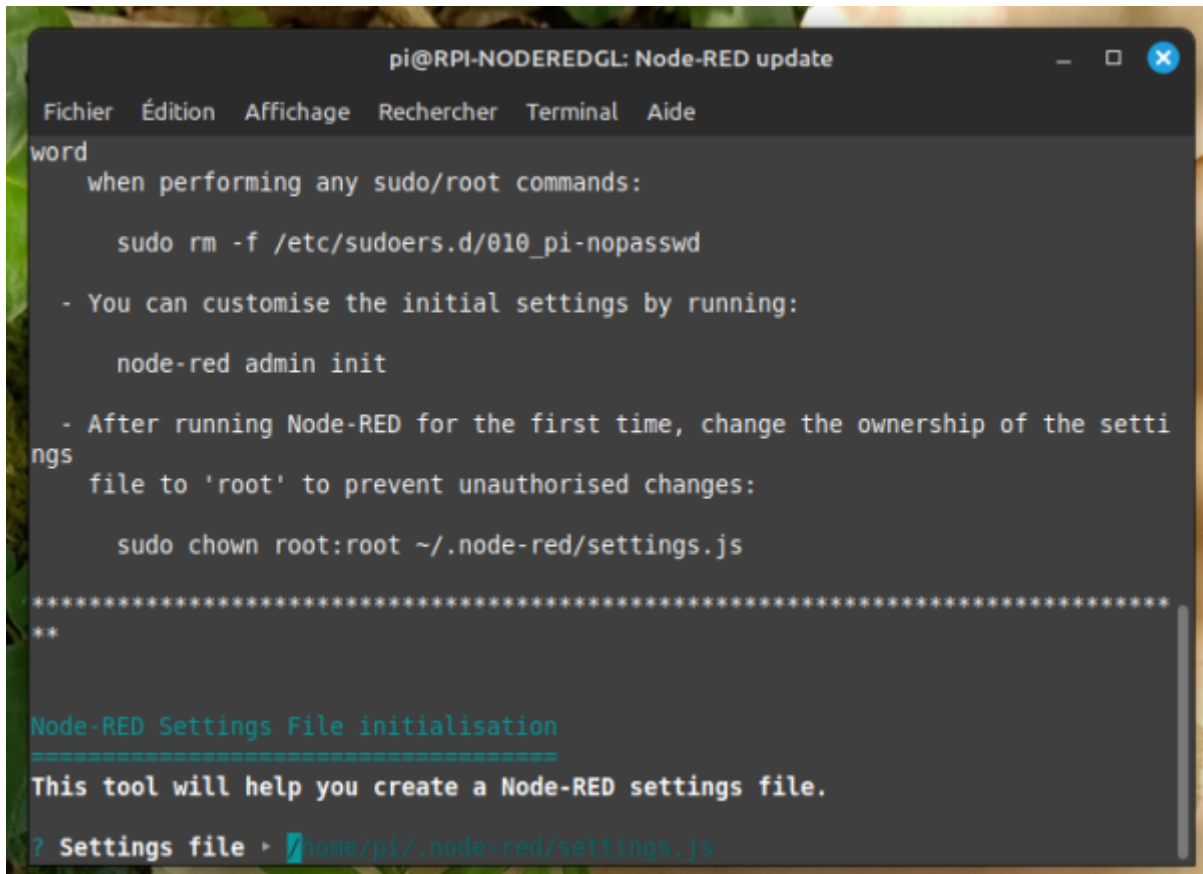 pi@RPI-NODEREDGL: Node-RED update
Fichier Édition Affichage Rechercher Terminal Aide
word
    when performing any sudo/root commands:
      sudo rm -f /etc/sudoers.d/010_pi-nopasswd
  - You can customise the initial settings by running:
      node-red admin init
  - After running Node-RED for the first time, change the ownership of the setti
ngs
    file to 'root' to prevent unauthorised changes:
      sudo chown root:root ~/.node-red/settings.js
********************************************************************************
**
Node-RED Settings File initialisation
=====================================
This tool will help you create a Node-RED settings file.
? Settings file ▸ /home/pi/.node-red/settings.js